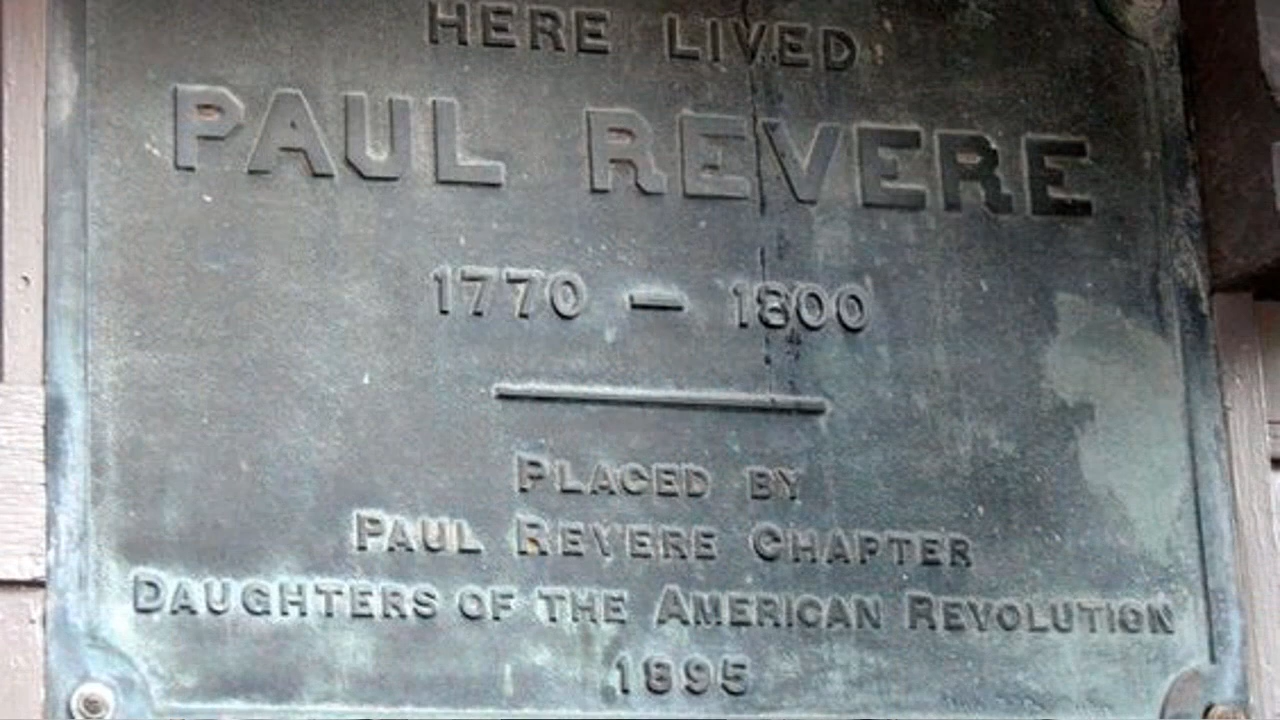 HERE LIVED
PAUL REVERE
1770 — 1800
PLACED BY
PAUL REVERE CHAPTER
DAUGHTERS OF THE AMERICAN REVOLUTION
1895